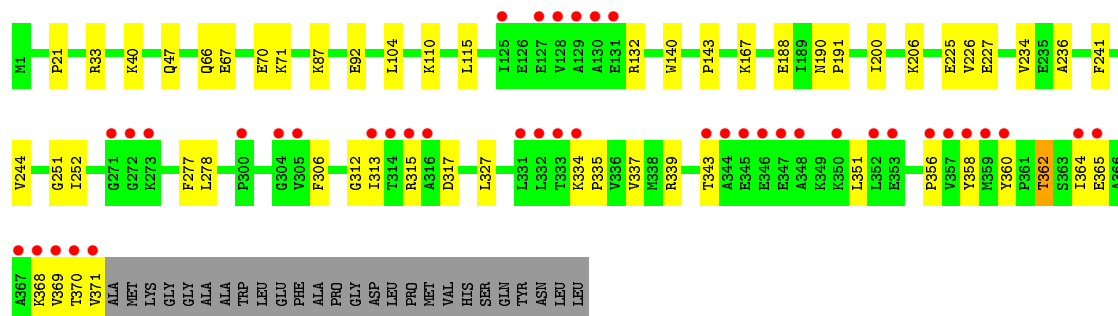 M1 P21 R33 K40 Q47 Q66 E67 E70 K71 K87 E92 L104 K110 L115 I125 E126 E127 V128 A129 A130 E131 R132 W140 P143 K167 E188 I189 N190 P191 I200 K206 E225 V226 E227 V234 E235 A236 F241
V244 G251 I252 G271 G272 K273 F277 L278 P300 G304 V305 F306 G312 I313 T314 R315 A316 D317 L327 L331 L332 T333 K334 P335 V336 V337 M338 R339 T343 A344 E345 E346 E347 A348 K349 K350 L351 L352 E353 P356 V357 Y358 M359 Y360 P361 T362 S363 I364 E365 A366
A367 K368 V369 T370 V371 ALA MET LYS GLY GLY ALA ALA TRP LEU GLU PHE ALA PRO GLY ASP LEU PRO MET VAL HIS SER GLN TYR ASN LEU LEU